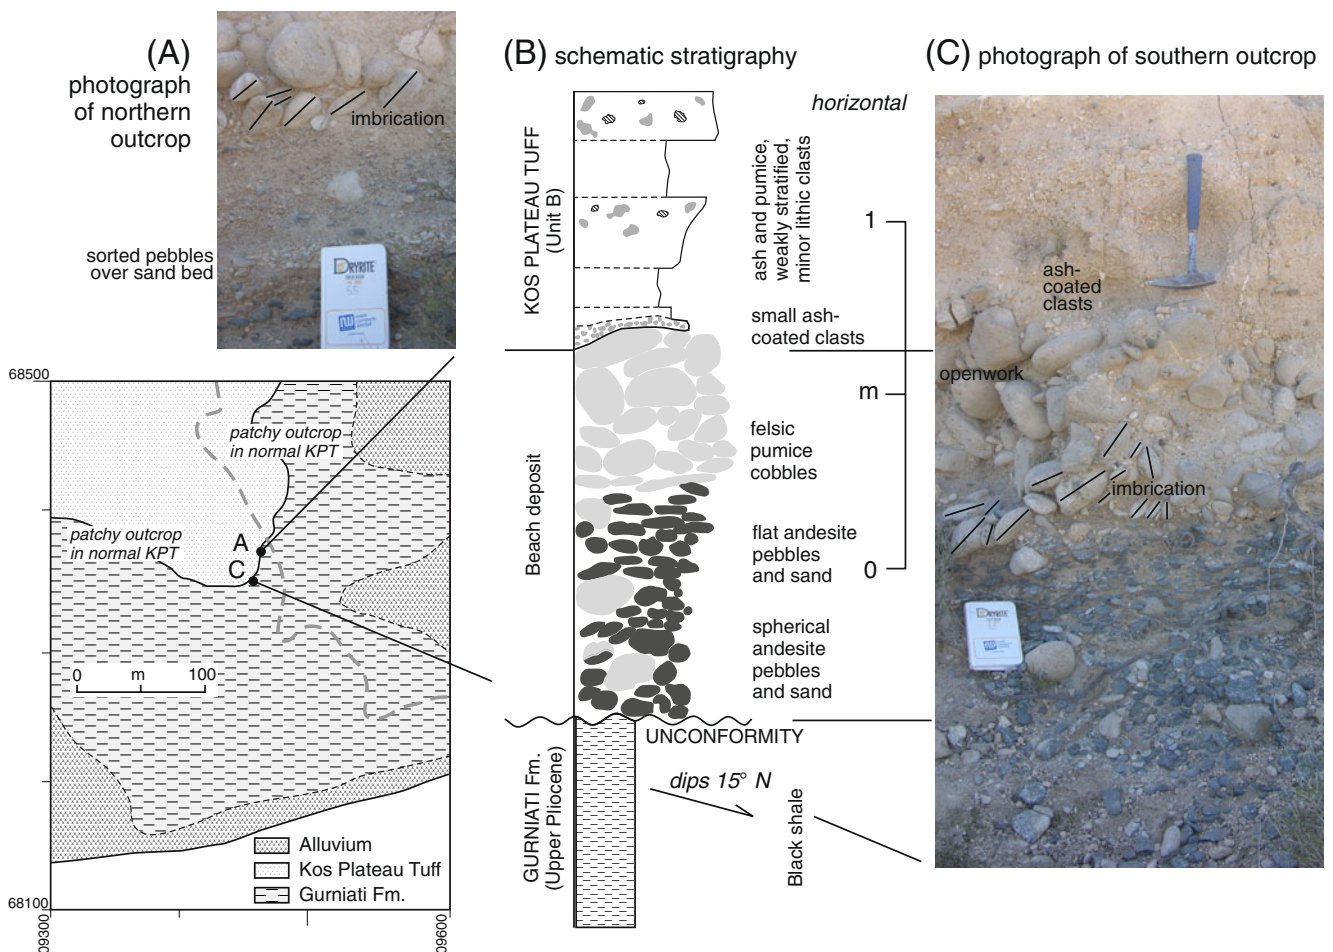 (A)
photograph
of northern
outcrop
imbrication
sorted pebbles
over sand bed
DRYRITE
(B) schematic stratigraphy
KOS PLATEAU TUFF
(Unit B)
ash and pumice,
weakly stratified,
minor lithic clasts
small ash-
coated clasts
horizontal
1
m
0
Beach deposit
felsic
pumice
cobbles
flat andesite
pebbles
and sand
spherical
andesite
pebbles
and sand
UNCONFORMITY
GURNIATI Fm.
(Upper Pliocene)
dips 15° N
Black shale
(C) photograph of southern outcrop
ash-
coated
clasts
openwork
imbrication
DRYRITE
68500
patchy outcrop
in normal KPT
patchy outcrop
in normal KPT
A
C
0 m 100
Alluvium
Kos Plateau Tuff
Gurniati Fm.
68100
09300
09600